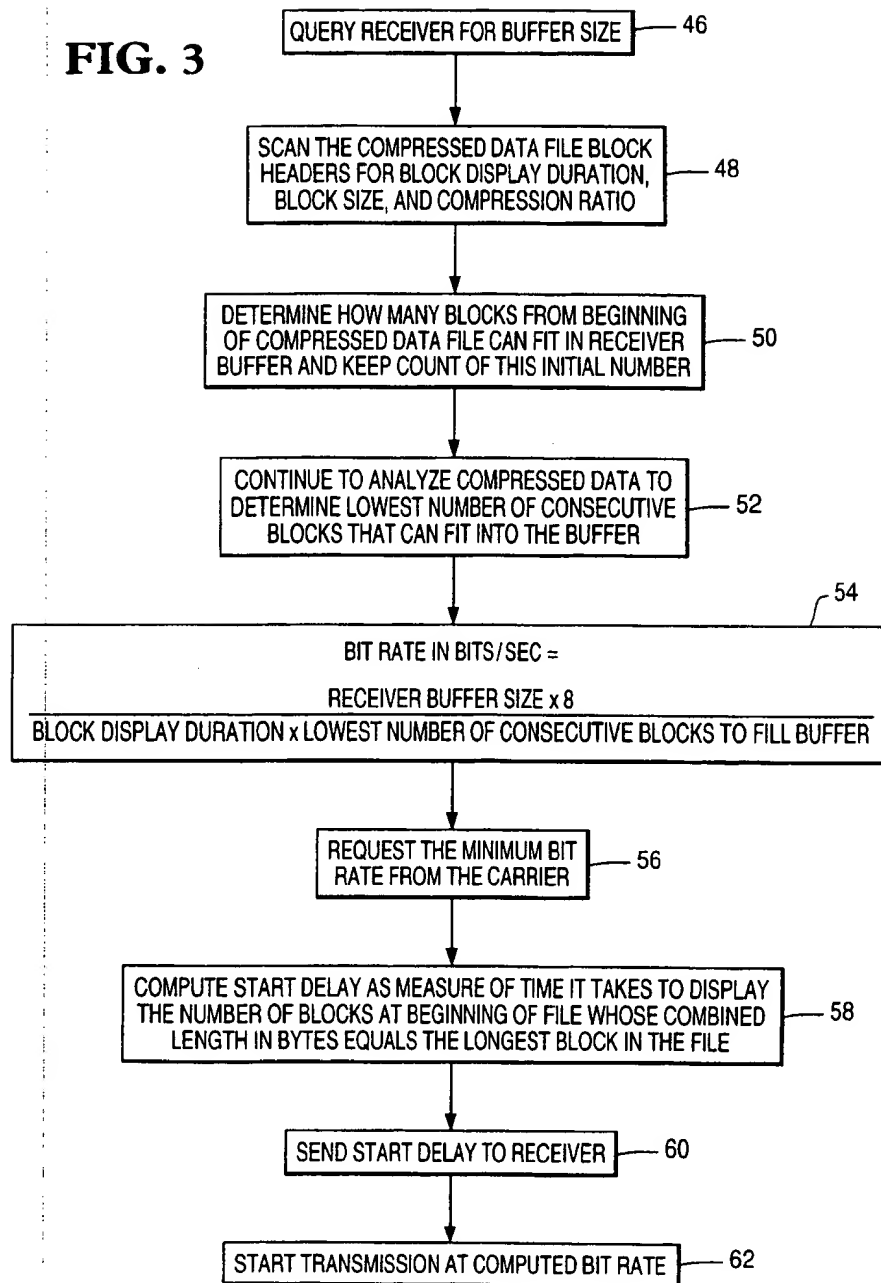 FIG. 3
QUERY RECEIVER FOR BUFFER SIZE
46
SCAN THE COMPRESSED DATA FILE BLOCK
HEADERS FOR BLOCK DISPLAY DURATION,
BLOCK SIZE, AND COMPRESSION RATIO
48
DETERMINE HOW MANY BLOCKS FROM BEGINNING
OF COMPRESSED DATA FILE CAN FIT IN RECEIVER
BUFFER AND KEEP COUNT OF THIS INITIAL NUMBER
50
CONTINUE TO ANALYZE COMPRESSED DATA TO
DETERMINE LOWEST NUMBER OF CONSECUTIVE
BLOCKS THAT CAN FIT INTO THE BUFFER
52
54
BIT RATE IN BITS/SEC =
RECEIVER BUFFER SIZE x 8
BLOCK DISPLAY DURATION x LOWEST NUMBER OF CONSECUTIVE BLOCKS TO FILL BUFFER
REQUEST THE MINIMUM BIT
RATE FROM THE CARRIER
56
COMPUTE START DELAY AS MEASURE OF TIME IT TAKES TO DISPLAY
THE NUMBER OF BLOCKS AT BEGINNING OF FILE WHOSE COMBINED
LENGTH IN BYTES EQUALS THE LONGEST BLOCK IN THE FILE
58
SEND START DELAY TO RECEIVER
60
START TRANSMISSION AT COMPUTED BIT RATE
62